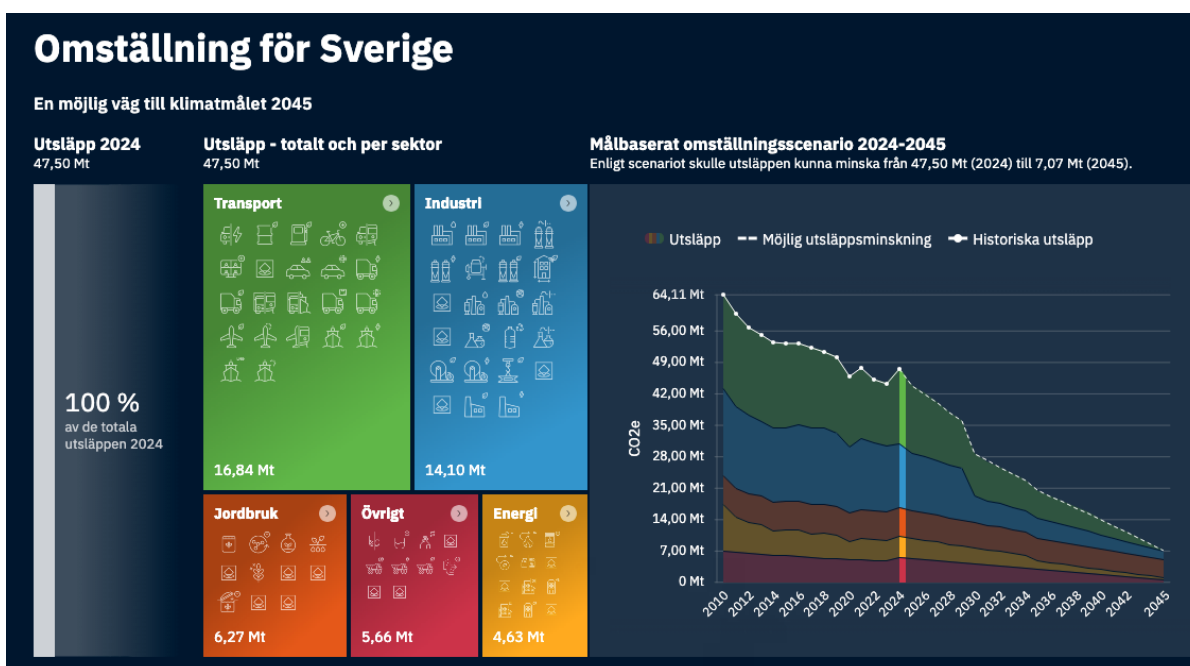 Omställning för Sverige
En möjlig väg till klimatmålet 2045
Utsläpp 2024
47,50 Mt
Utsläpp - totalt och per sektor
47,50 Mt
Målbaserat omställningsscenario 2024-2045
Enligt scenariot skulle utsläppen kunna minska från 47,50 Mt (2024) till 7,07 Mt (2045).
100 %
av de totala
utsläppen 2024
Transport
16,84 Mt
Industri
14,10 Mt
Jordbruk
6,27 Mt
Övrigt
5,66 Mt
Energi
4,63 Mt
Utsläpp
Möjlig utsläppsminskning
Historiska utsläpp
CO2e
64,11 Mt
56,00 Mt
49,00 Mt
42,00 Mt
35,00 Mt
28,00 Mt
21,00 Mt
14,00 Mt
7,00 Mt
0 Mt
2010
2012
2014
2016
2018
2020
2022
2024
2026
2028
2030
2032
2034
2036
2038
2040
2042
2045